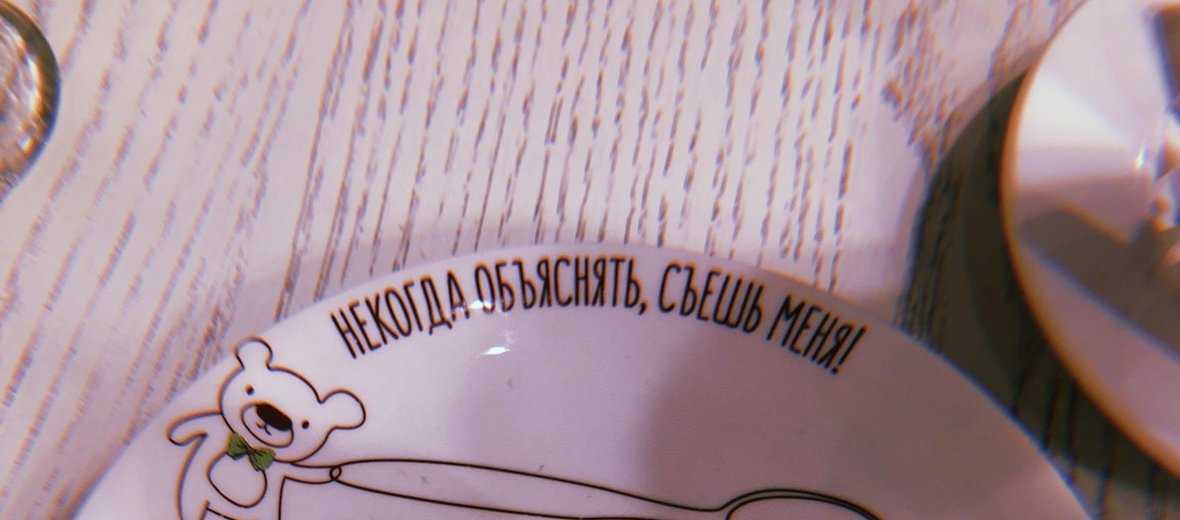 НЕКОГДА ОБЪЯСНЯТЬ, СЪЕШЬ МЕНЯ!